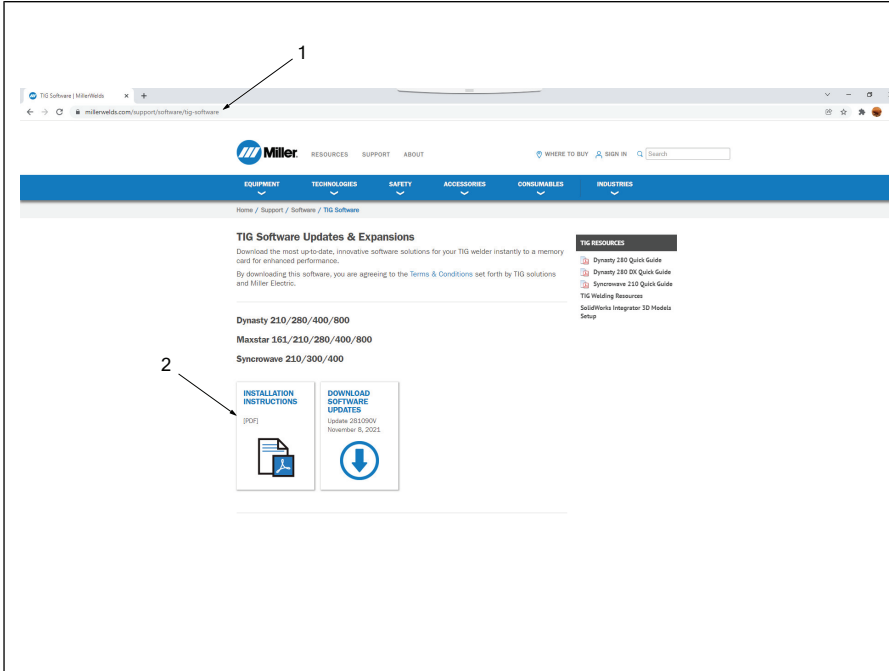 1
TIG Software | MillerWelds
millerwelds.com/support/software/tig-software
Miller.
RESOURCES SUPPORT ABOUT
WHERE TO BUY SIGN IN Search
EQUIPMENT TECHNOLOGIES SAFETY ACCESSORIES CONSUMABLES INDUSTRIES
Home / Support / Software / TIG Software
TIG Software Updates & Expansions
Download the most up-to-date, innovative software solutions for your TIG welder instantly to a memory
card for enhanced performance.
By downloading this software, you are agreeing to the Terms & Conditions set forth by TIG solutions
and Miller Electric.
TIG RESOURCES
Dynasty 280 Quick Guide
Dynasty 280 DX Quick Guide
Syncrowave 210 Quick Guide
TIG Welding Resources
SolidWorks Integrator 3D Models
Setup
Dynasty 210/280/400/800
Maxstar 161/210/280/400/800
Syncrowave 210/300/400
2
INSTALLATION
INSTRUCTIONS
[PDF]
DOWNLOAD
SOFTWARE
UPDATES
Update 281090V
November 8, 2021